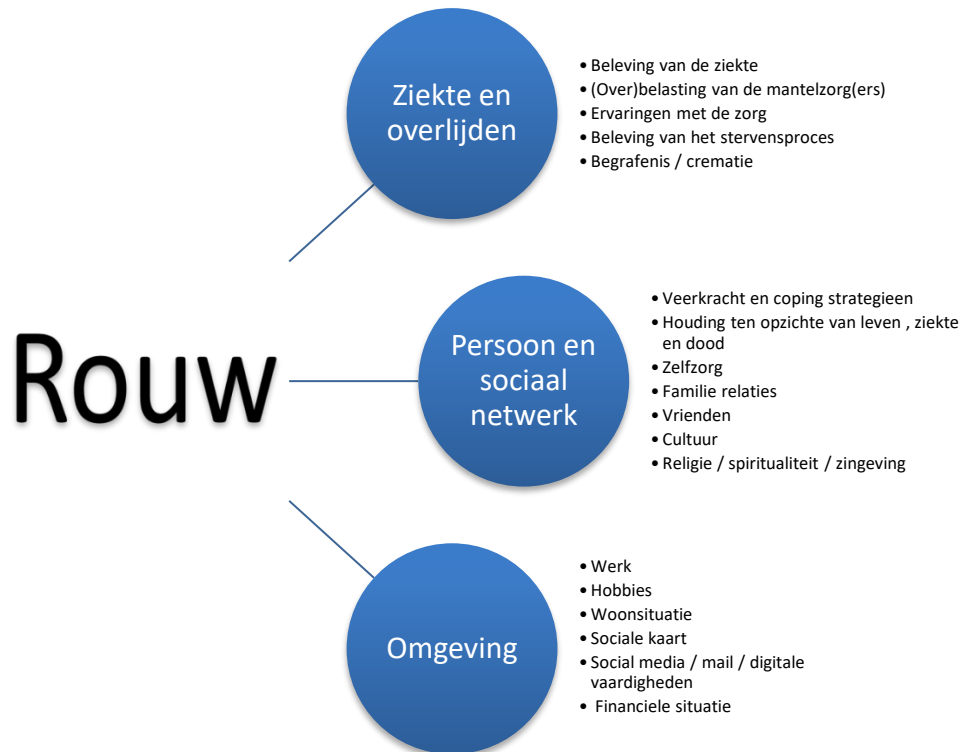 Rouw
Ziekte en
overlijden
• Beleving van de ziekte
• (Over)belasting van de mantelzorg(ers)
• Ervaringen met de zorg
• Beleving van het stervensproces
• Begrafenis / crematie
Persoon en
sociaal
netwerk
• Veerkracht en coping strategieen
• Houding ten opzichte van leven , ziekte
en dood
• Zelfzorg
• Familie relaties
• Vrienden
• Cultuur
• Religie / spiritualiteit / zingeving
Omgeving
• Werk
• Hobbies
• Woonsituatie
• Sociale kaart
• Social media / mail / digitale
vaardigheden
• Financiele situatie